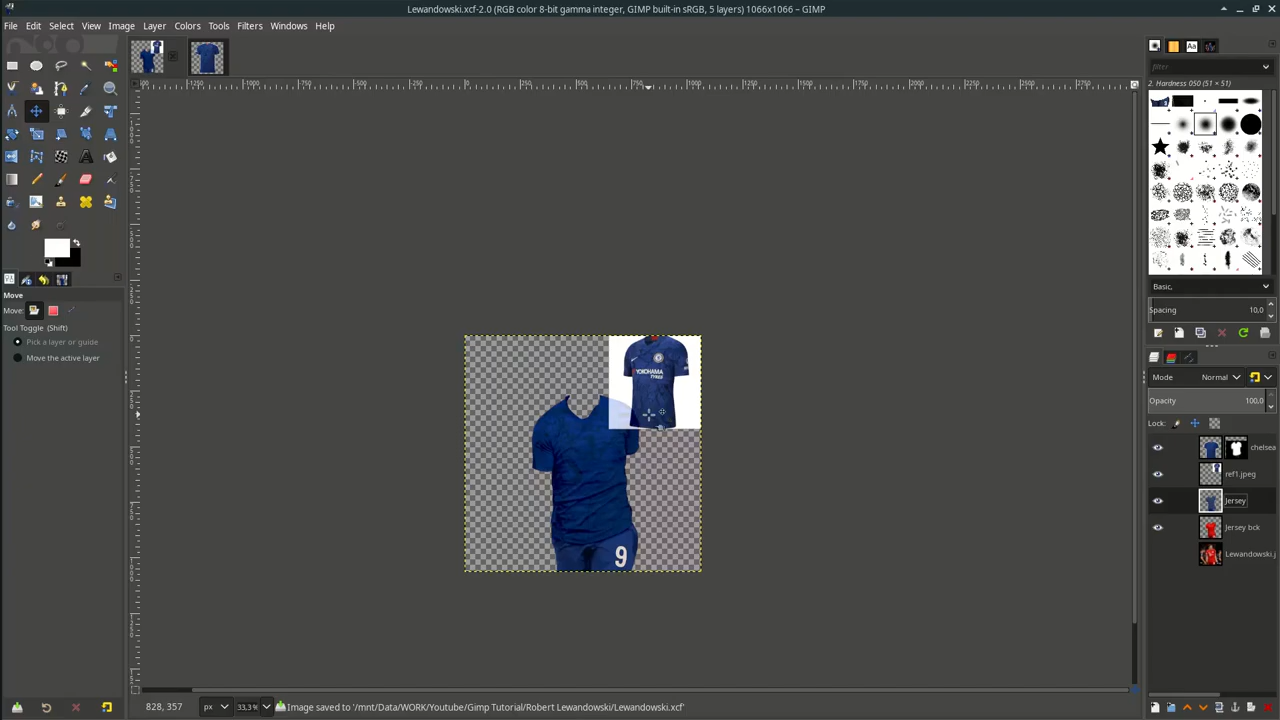 Lewandowski.xcf-2.0 (RGB color 8-bit gamma integer, GIMP built-in sRGB, 5 layers) 1066x1066 – GIMP
File Edit Select View Image Layer Colors Tools Filters Windows Help
filter
2. Hardness 050 (51 × 51)
Basic,
Spacing 10,0
Move
Move:
Tool Toggle (Shift)
Pick a layer or guide
Move the active layer
Mode Normal
Opacity 100,0
Lock:
chelsea
ref1.jpeg
Jersey
Jersey bck
Lewandowski.j
YOKOHAMA
TYRES
9
828, 357 px 33,3% Image saved to '/mnt/Data/WORK/Youtube/Gimp Tutorial/Robert Lewandowski/Lewandowski.xcf'